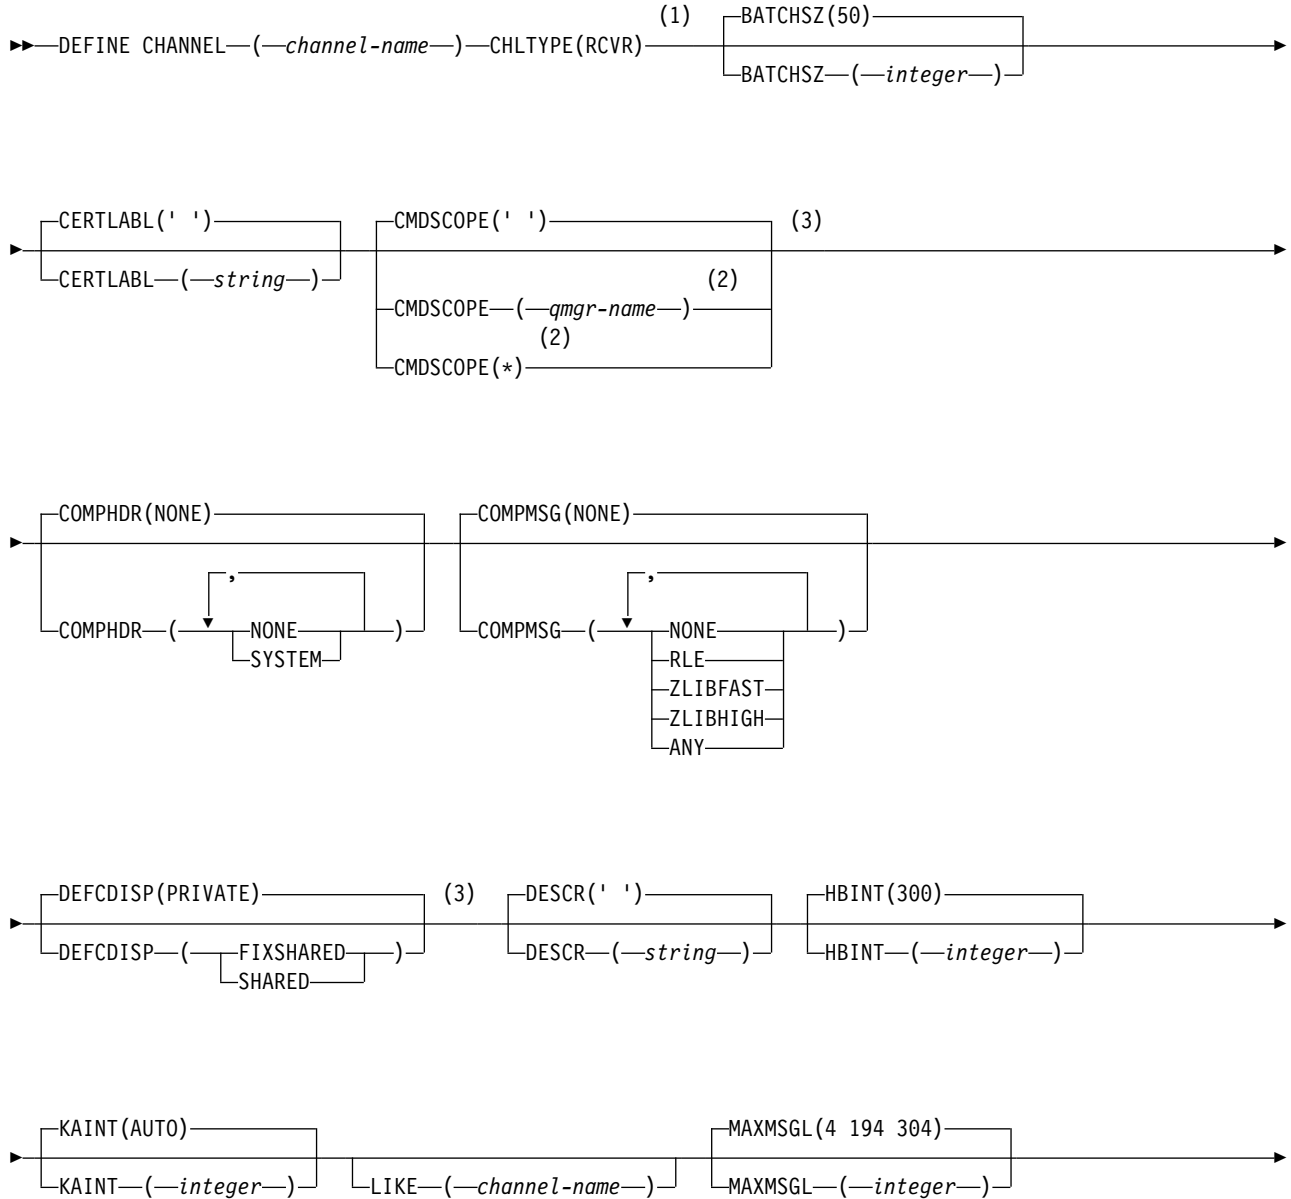 (1) BATCHSZ(50)
DEFINE CHANNEL ( channel-name ) CHLTYPE(RCVR)
BATCHSZ ( integer )
CERTLABL(' ') CMDSCOPE(' ') (3)
CERTLABL ( string ) (2)
CMDSCOPE ( qmgr-name )
(2)
CMDSCOPE(*)
COMPHDR(NONE) COMPMSG(NONE)
, ,
COMPHDR ( NONE ) COMPMSG ( NONE )
SYSTEM RLE
ZLIBFAST
ZLIBHIGH
ANY
DEFCDISP(PRIVATE) (3) DESCR(' ') HBINT(300)
DEFCDISP ( FIXSHARED ) DESCR ( string ) HBINT ( integer )
SHARED
KAINT(AUTO) MAXMSGL(4 194 304)
KAINT ( integer ) LIKE ( channel-name ) MAXMSGL ( integer )